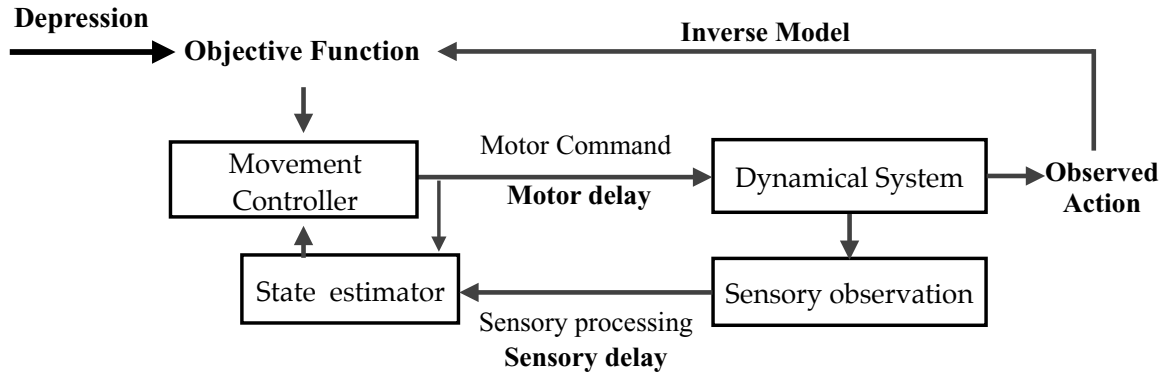 Depression
Objective Function
Inverse Model
Movement
Controller
Motor Command
Motor delay
Dynamical System
Observed
Action
State estimator
Sensory observation
Sensory processing
Sensory delay